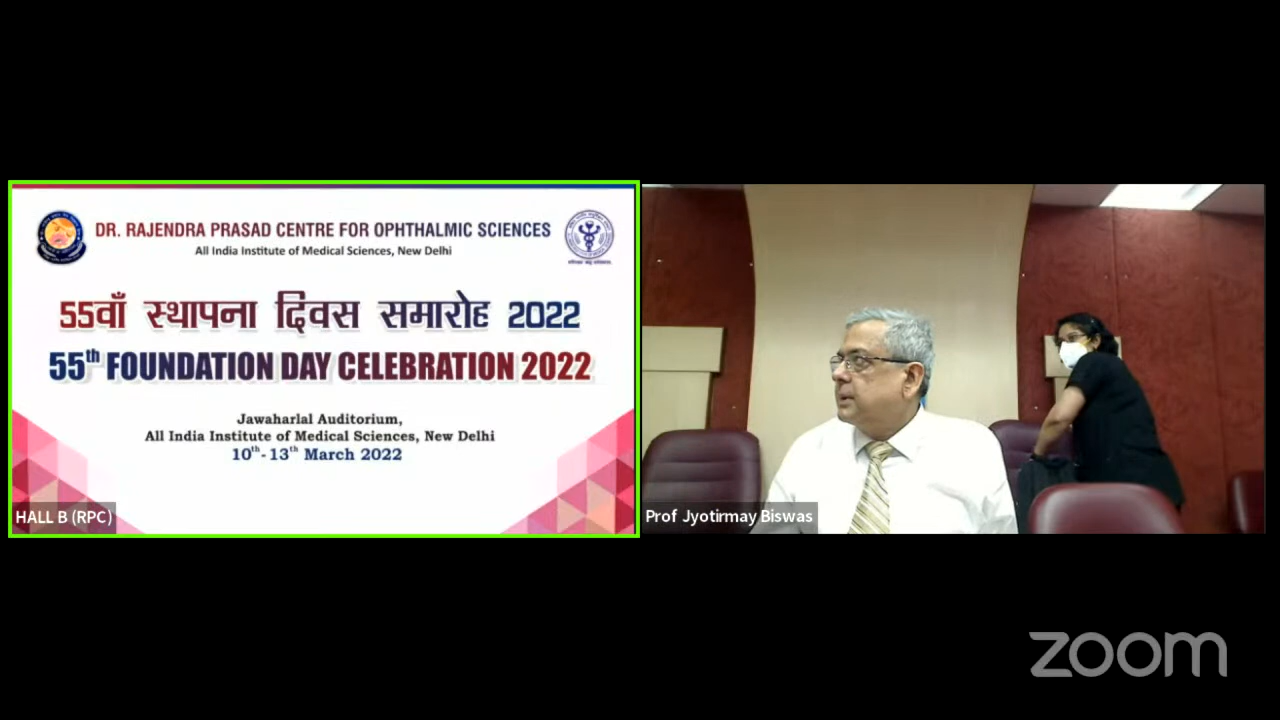 DR. RAJENDRA PRASAD CENTRE FOR OPHTHALMIC SCIENCES
All India Institute of Medical Sciences, New Delhi
55वाँ स्थापना दिवस समारोह 2022
55th FOUNDATION DAY CELEBRATION 2022
Jawaharlal Auditorium,
All India Institute of Medical Sciences, New Delhi
10th - 13th March 2022
HALL B (RPC)
Prof Jyotirmay Biswas
zoom